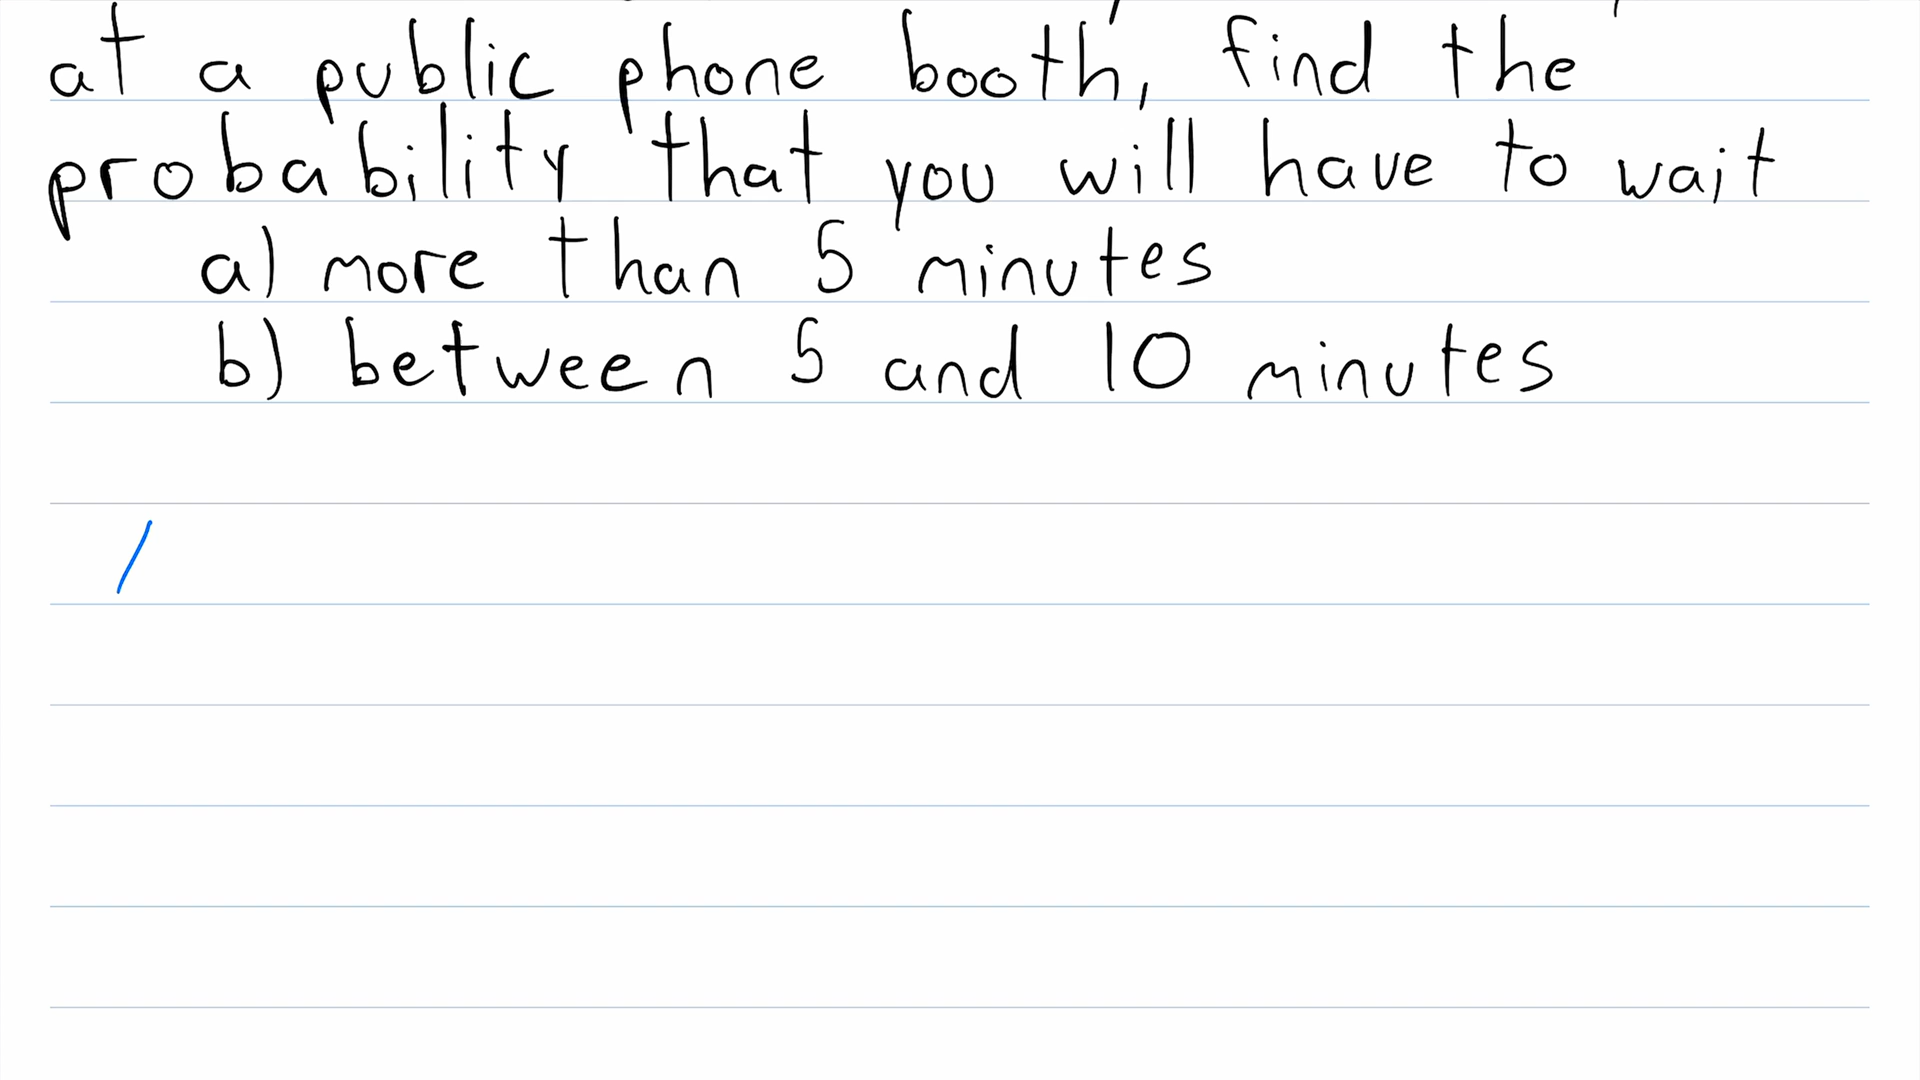 at a public phone booth, find the
probability that you will have to wait
a) more than 5 minutes
b) between 5 and 10 minutes